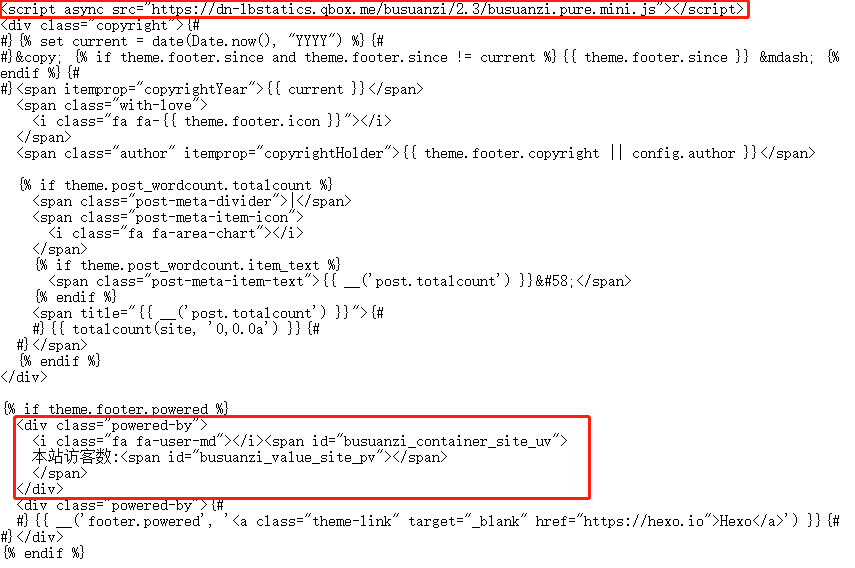 <script async src="https://dn-lbstatics.qbox.me/busuanzi/2.3/busuanzi.pure.mini.js"></script>
<div class="copyright">{#
#}{% set current = date(Date.now(), "YYYY") %}{#
#}&copy; {% if theme.footer.since and theme.footer.since != current %}{{ theme.footer.since }} &mdash; {%
endif %}{#
#}<span itemprop="copyrightYear">{{ current }}</span>
  <span class="with-love">
    <i class="fa fa-{{ theme.footer.icon }}"></i>
  </span>
  <span class="author" itemprop="copyrightHolder">{{ theme.footer.copyright || config.author }}</span>

  {% if theme.post_wordcount.totalcount %}
    <span class="post-meta-divider">|</span>
    <span class="post-meta-item-icon">
      <i class="fa fa-area-chart"></i>
    </span>
    {% if theme.post_wordcount.item_text %}
      <span class="post-meta-item-text">{{ __('post.totalcount') }}&#58;</span>
    {% endif %}
    <span title="{{ __('post.totalcount') }}">{#
    #}{{ totalcount(site, '0,0.0a') }}{#
  #}</span>
  {% endif %}
</div>

{% if theme.footer.powered %}
  <div class="powered-by">
    <i class="fa fa-user-md"></i><span id="busuanzi_container_site_uv">
    本站访客数:<span id="busuanzi_value_site_pv"></span>
    </span>
  </div>
  <div class="powered-by">{#
  #}{{ __('footer.powered', '<a class="theme-link" target="_blank" href="https://hexo.io">Hexo</a>') }}{#
#}</div>
{% endif %}